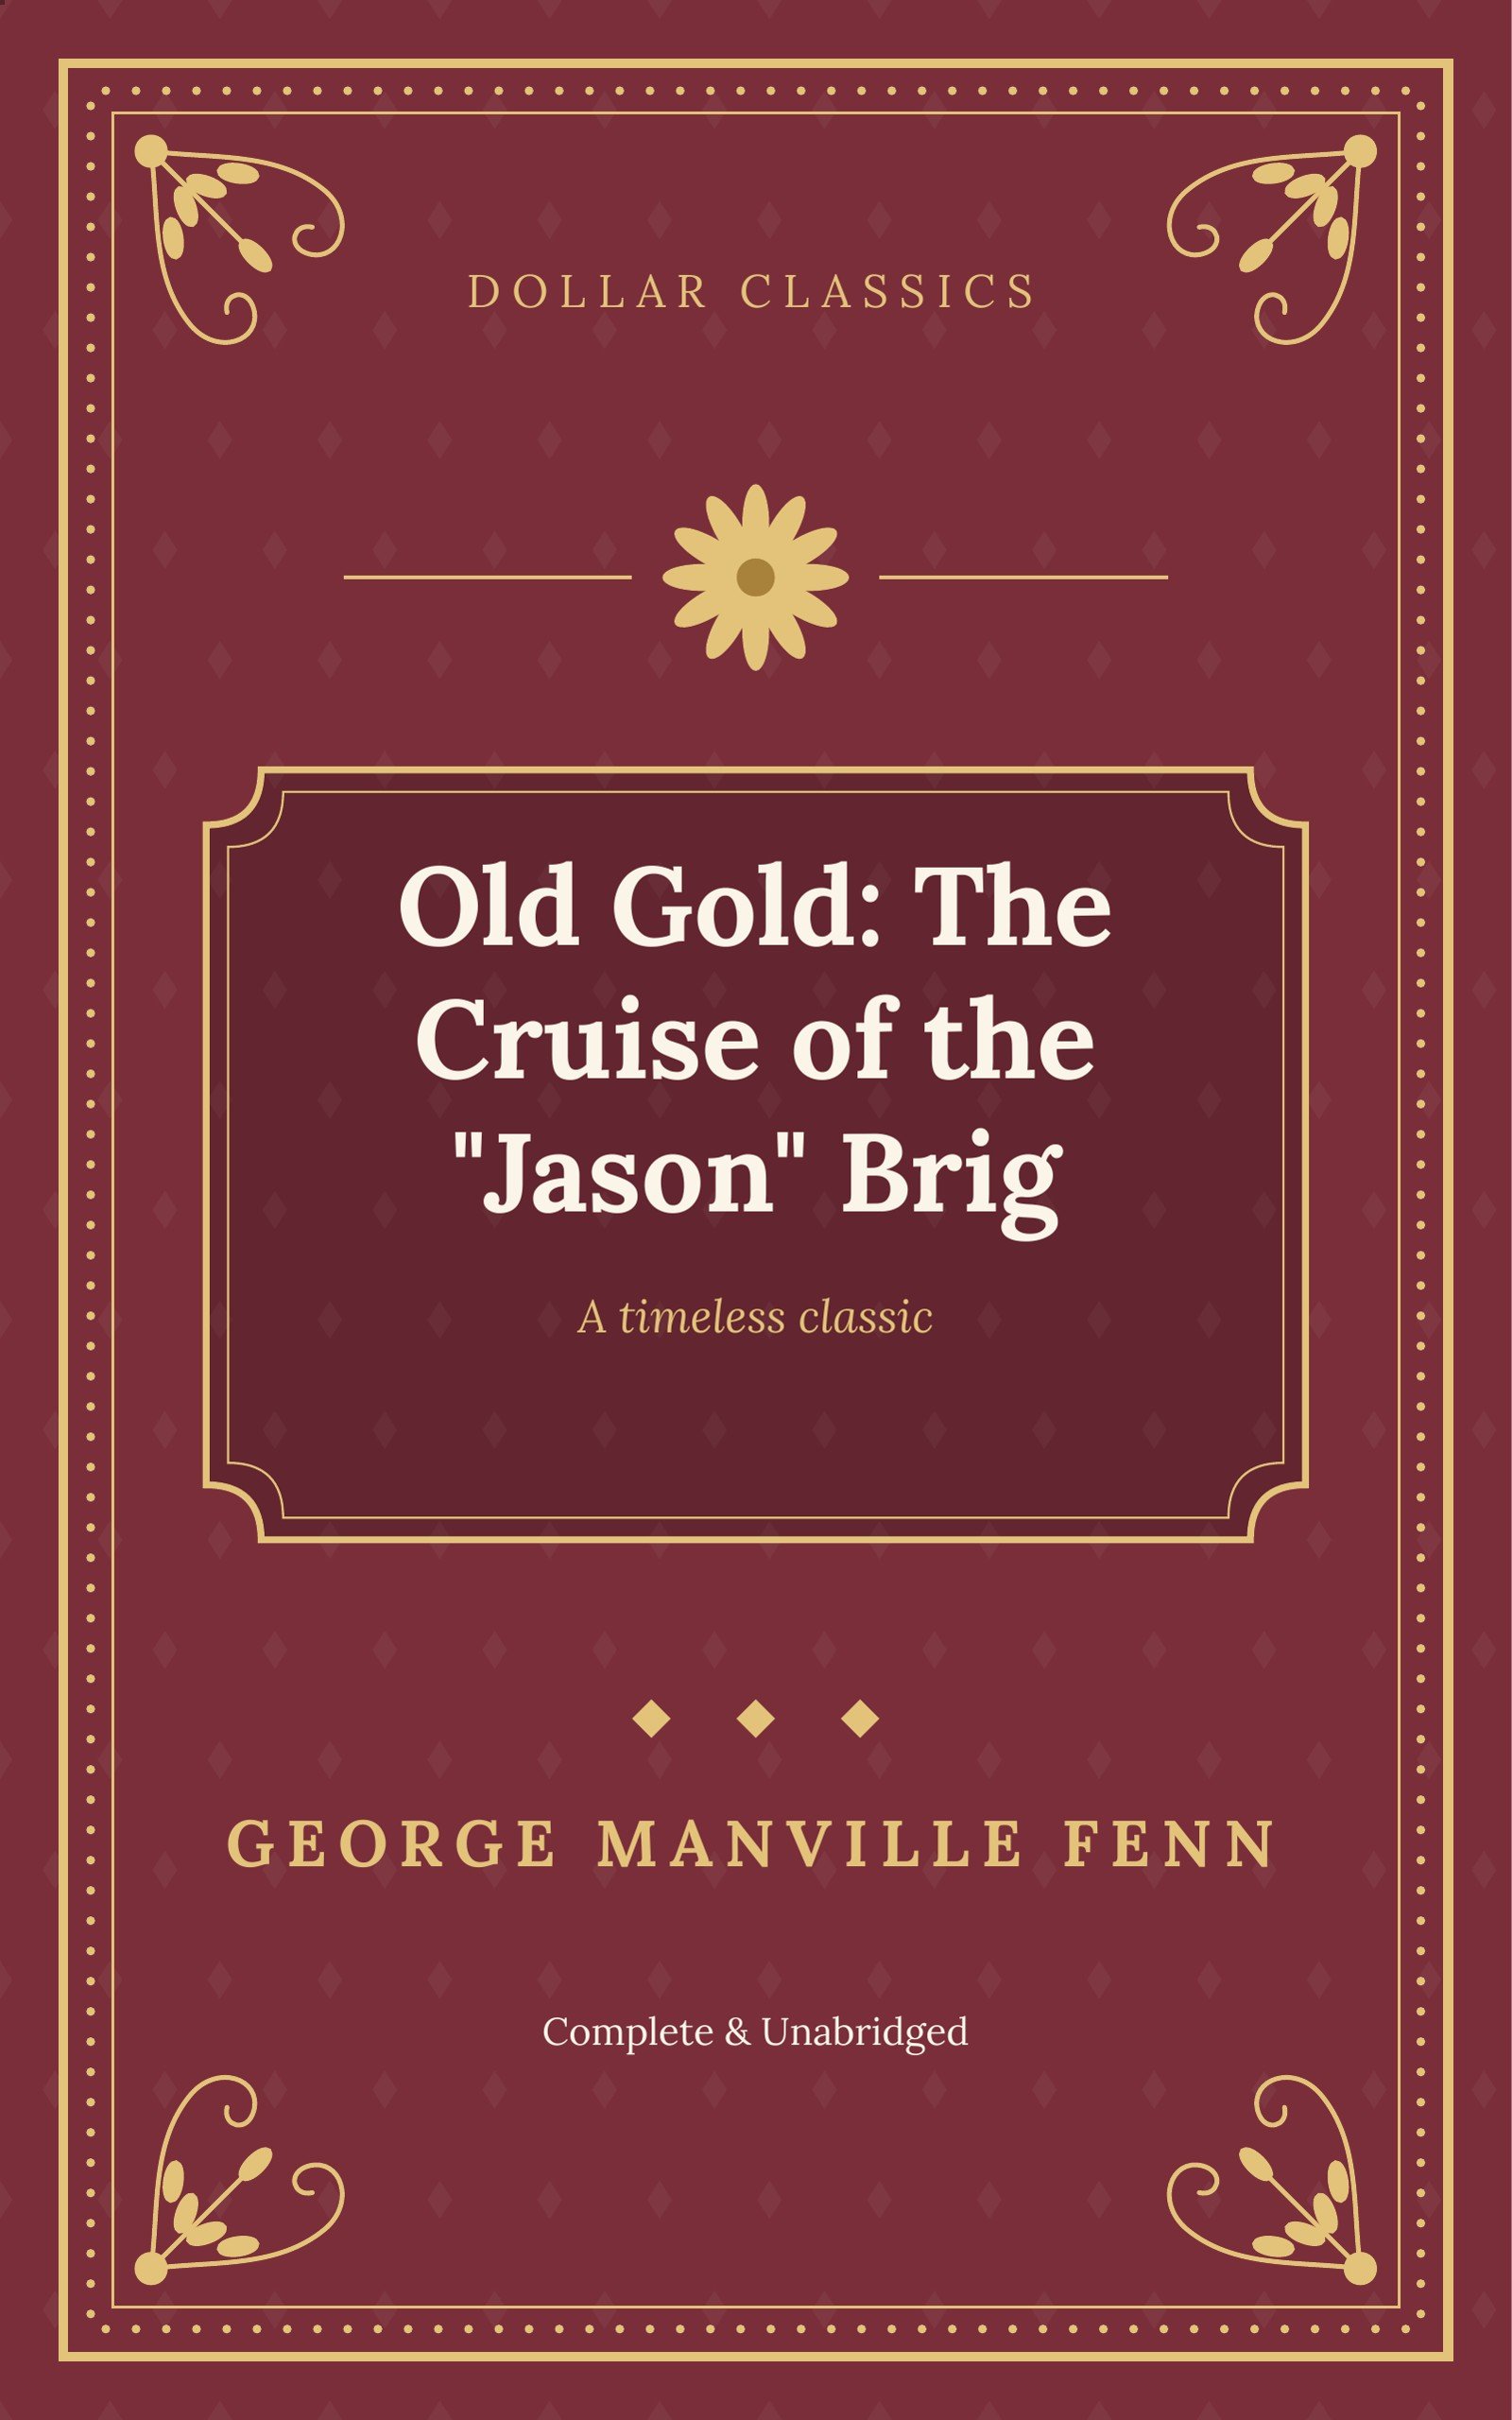 DOLLAR CLASSICS
Old Gold: The
Cruise of the
"Jason" Brig
A timeless classic
GEORGE MANVILLE FENN
Complete & Unabridged